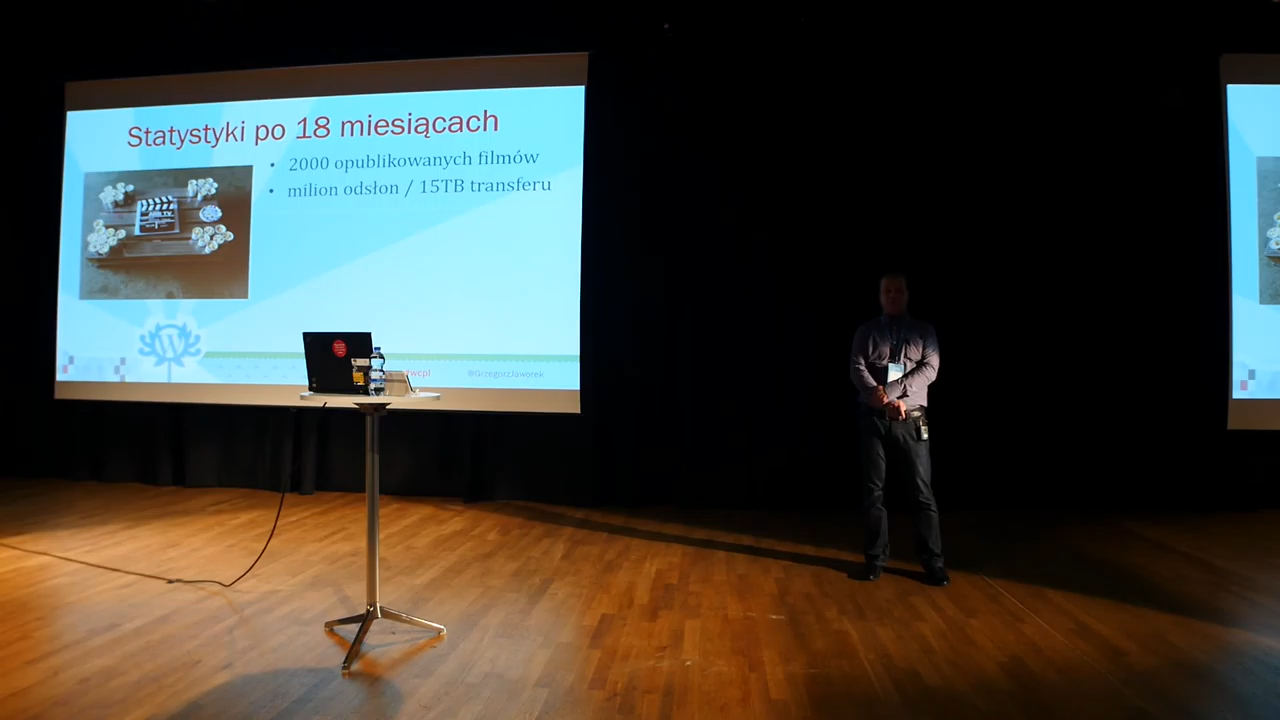 Statystyki po 18 miesiącach
• 2000 opublikowanych filmów
• milion odsłon / 15TB transferu
wcpl
@GrzegorzJaworek